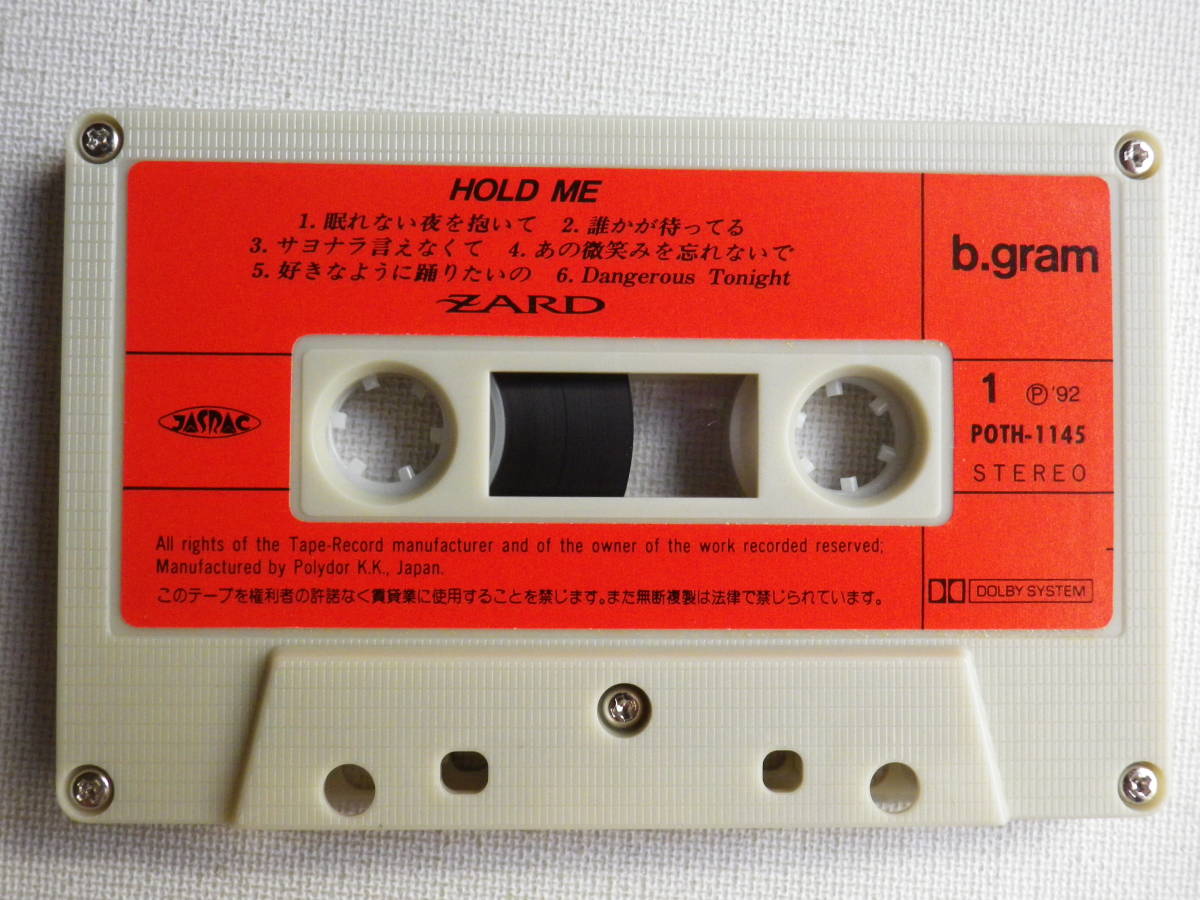 HOLD ME
1. 眠れない夜を抱いて 2. 誰かが待ってる
3. サヨナラ言えなくて 4. あの微笑みを忘れないで
5. 好きなように踊りたいの 6. Dangerous Tonight
ZARD
b.gram
JASRAC
1 Ⓟ '92
POTH-1145
STEREO
All rights of the Tape-Record manufacturer and of the owner of the work recorded reserved;
Manufactured by Polydor K.K., Japan.
このテープを権利者の許諾なく賃貸業に使用することを禁じます。また無断複製は法律で禁じられています。
DOLBY SYSTEM